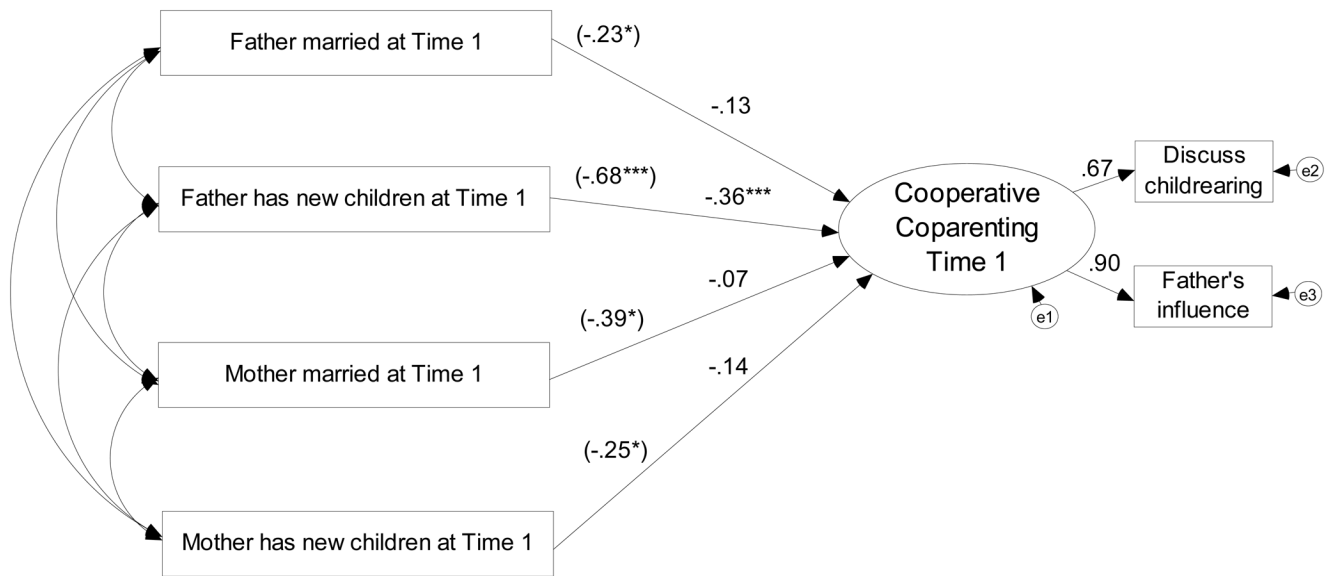 Father married at Time 1
(-.23*)
-.13
Father has new children at Time 1
(-.68***)
-.36***
Mother married at Time 1
(-.39*)
-.07
Mother has new children at Time 1
(-.25*)
-.14
Cooperative
Coparenting
Time 1
e1
.67
Discuss
childrearing
e2
.90
Father's
influence
e3